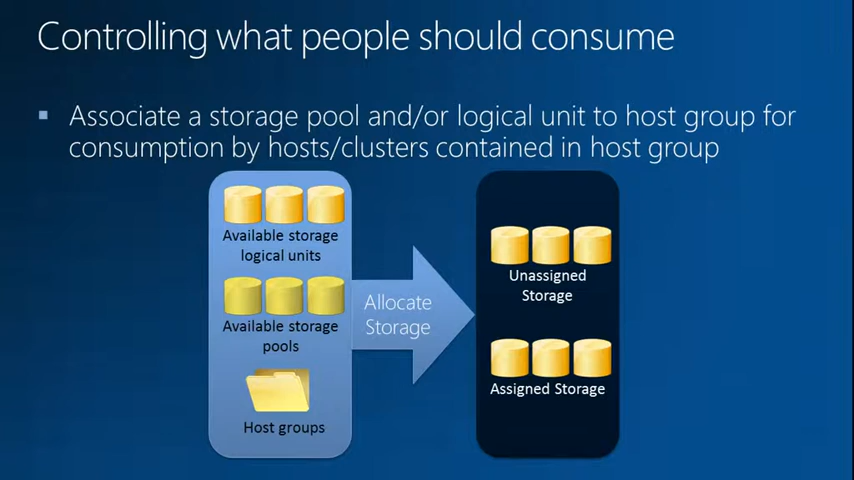 Controlling what people should consume
Associate a storage pool and/or logical unit to host group for
consumption by hosts/clusters contained in host group
Available storage
logical units
Available storage
pools
Host groups
Allocate
Storage
Unassigned
Storage
Assigned Storage